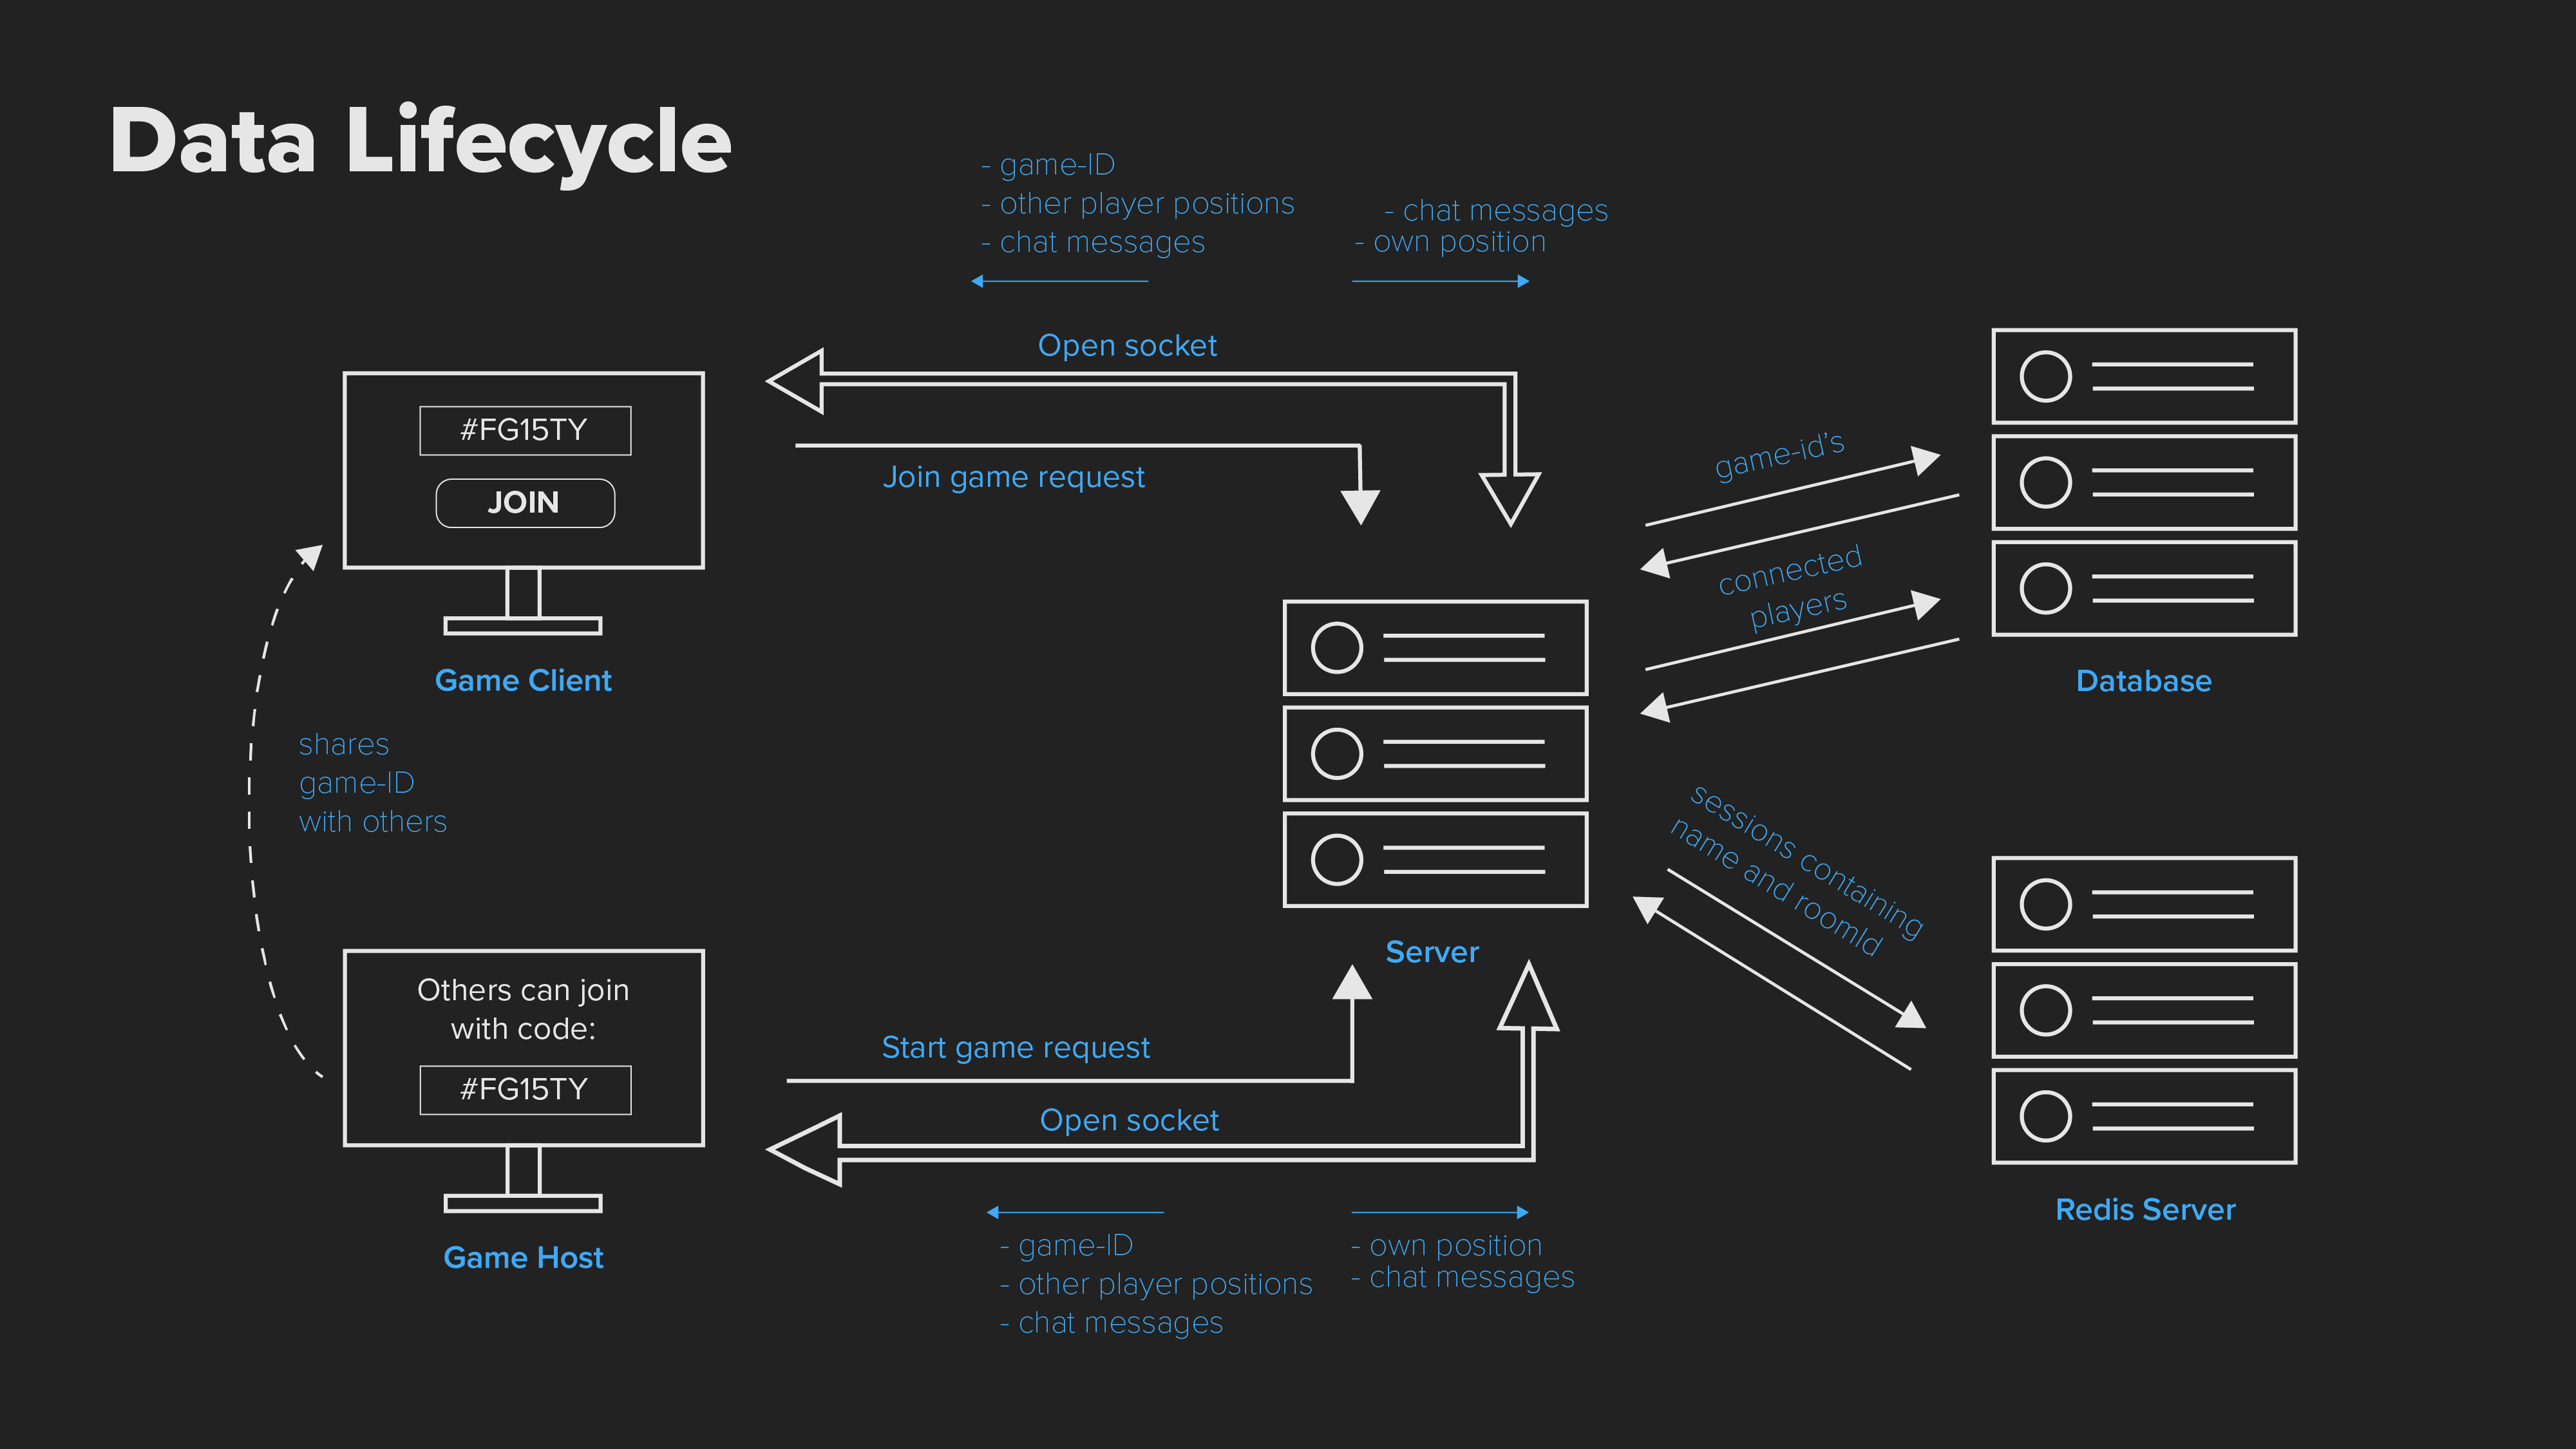 Data Lifecycle
- game-ID
- other player positions
- chat messages
- chat messages
- own position
Open socket
Join game request
#FG15TY
JOIN
Game Client
shares
game-ID
with others
Others can join
with code:
#FG15TY
Game Host
Start game request
Open socket
- game-ID
- other player positions
- chat messages
- own position
- chat messages
Server
game-id’s
connected
players
Database
sessions containing
name and roomId
Redis Server